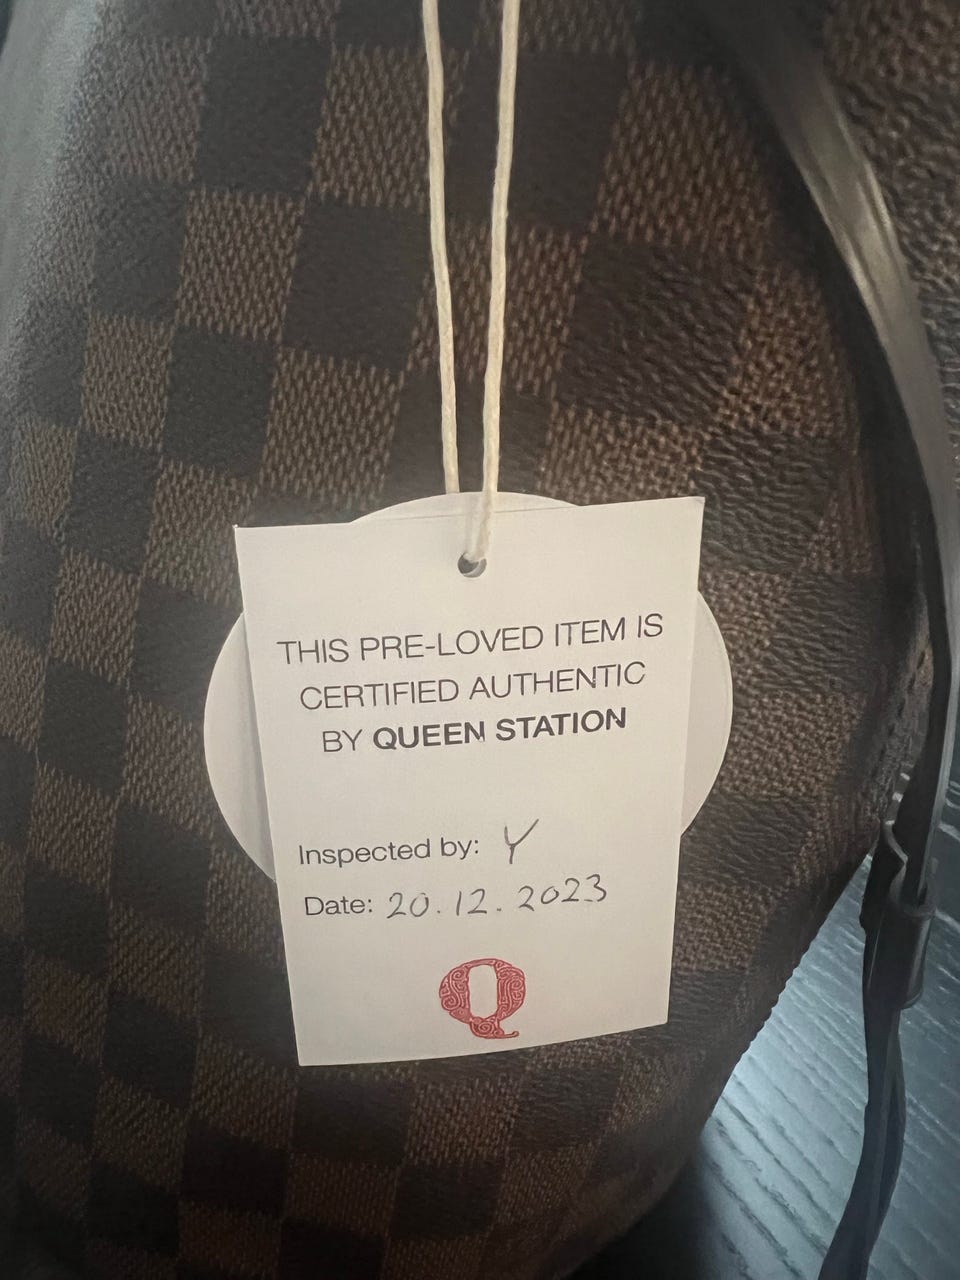 THIS PRE-LOVED ITEM IS
CERTIFIED AUTHENTIC
BY QUEEN STATION
Inspected by: Y
Date: 20.12.2023
Q